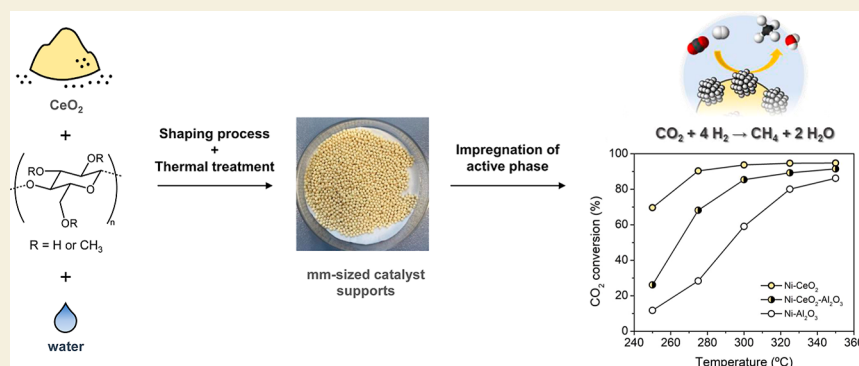 CeO₂
+
RO
OR
O
O
OR
n
R = H or CH₃
+
water
Shaping process
+
Thermal treatment
mm-sized catalyst
supports
Impregnation of
active phase
CO₂ + 4 H₂ → CH₄ + 2 H₂O
CO₂ conversion (%)
100
80
60
40
20
0
Ni-CeO₂
Ni-CeO₂-Al₂O₃
Ni-Al₂O₃
240 260 280 300 320 340 360
Temperature (ºC)